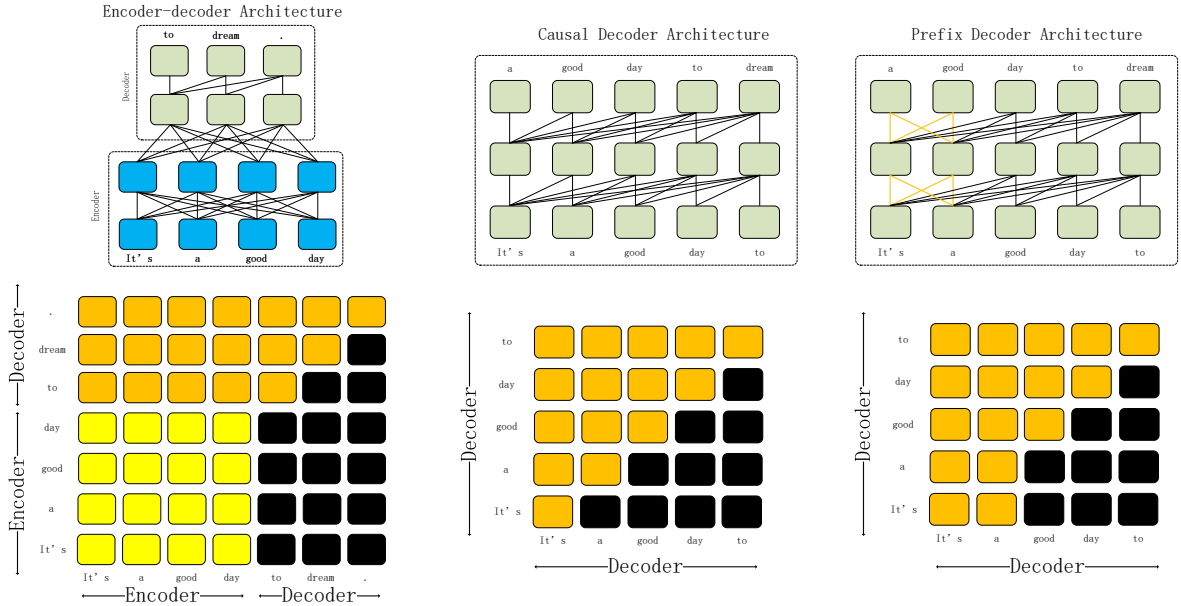 Encoder-decoder Architecture
to dream .
Decoder
Encoder
It's a good day
Causal Decoder Architecture
a good day to dream
It's a good day to
Prefix Decoder Architecture
a good day to dream
It's a good day to
Decoder
Encoder
.
dream
to
day
good
a
It's
It's a good day to dream .
Encoder Decoder
Decoder
to
day
good
a
It's
It's a good day to
Decoder
Decoder
to
day
good
a
It's
It's a good day to
Decoder